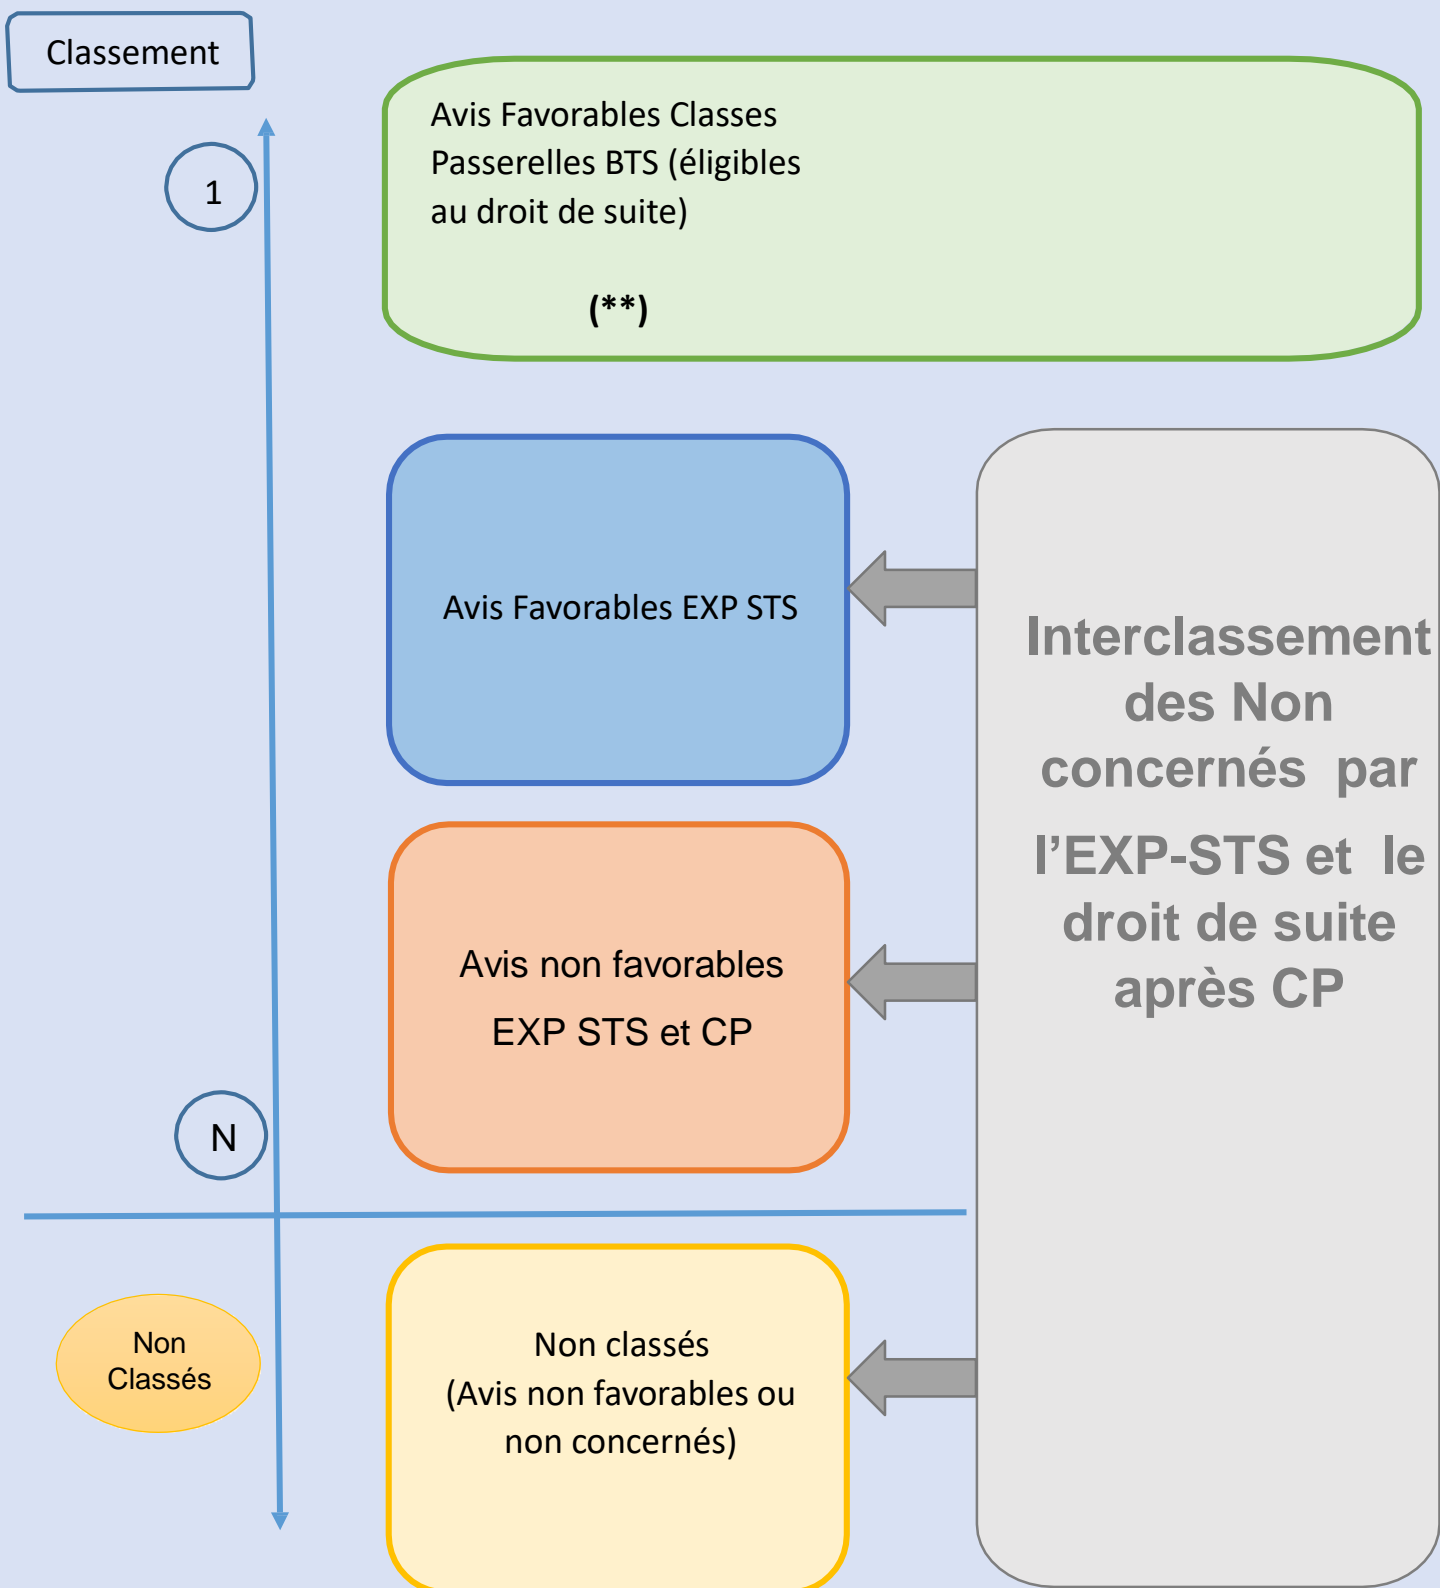 Classement
1
Avis Favorables Classes
Passerelles BTS (éligibles
au droit de suite)
(**)
Avis Favorables EXP STS
Interclassement
des Non
concernés par
l’EXP-STS et le
droit de suite
après CP
Avis non favorables
EXP STS et CP
N
Non
Classés
Non classés
(Avis non favorables ou
non concernés)